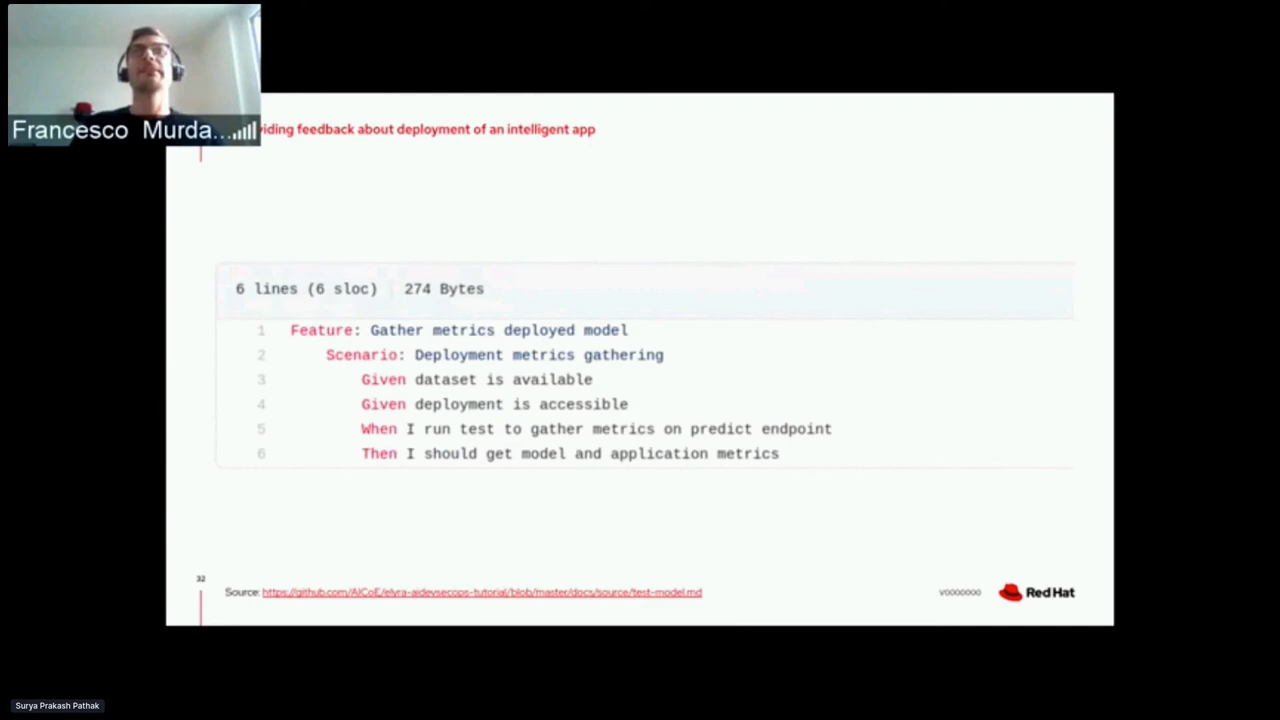 Francesco Murda...
viding feedback about deployment of an intelligent app
6 lines (6 sloc) 274 Bytes
1 Feature: Gather metrics deployed model
2 Scenario: Deployment metrics gathering
3 Given dataset is available
4 Given deployment is accessible
5 When I run test to gather metrics on predict endpoint
6 Then I should get model and application metrics
32
Source: https://github.com/AICoE/elyra-aidevsecops-tutorial/blob/master/docs/source/test-model.md
V0000000
Red Hat
Surya Prakash Pathak